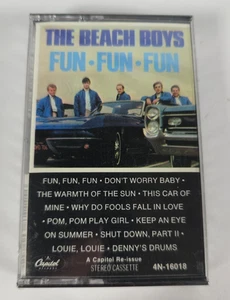 THE BEACH BOYS
FUN • FUN • FUN
FUN, FUN, FUN • DON'T WORRY BABY •
THE WARMTH OF THE SUN • THIS CAR OF
MINE • WHY DO FOOLS FALL IN LOVE
• POM, POM PLAY GIRL • KEEP AN EYE
ON SUMMER • SHUT DOWN, PART II •
LOUIE, LOUIE • DENNY'S DRUMS
Capitol
A Capitol Re-issue
STEREO CASSETTE
4N-16018